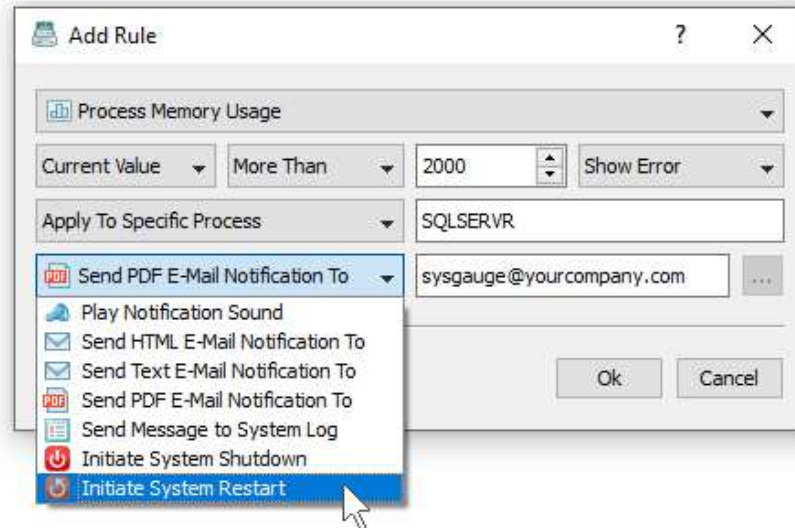 Add Rule
?
Process Memory Usage
Current Value More Than 2000 Show Error
Apply To Specific Process SQLSERVR
Send PDF E-Mail Notification To sysgauge@yourcompany.com ...
Play Notification Sound
Send HTML E-Mail Notification To
Send Text E-Mail Notification To
PDF Send PDF E-Mail Notification To
Send Message to System Log
Initiate System Shutdown
Initiate System Restart
Ok Cancel